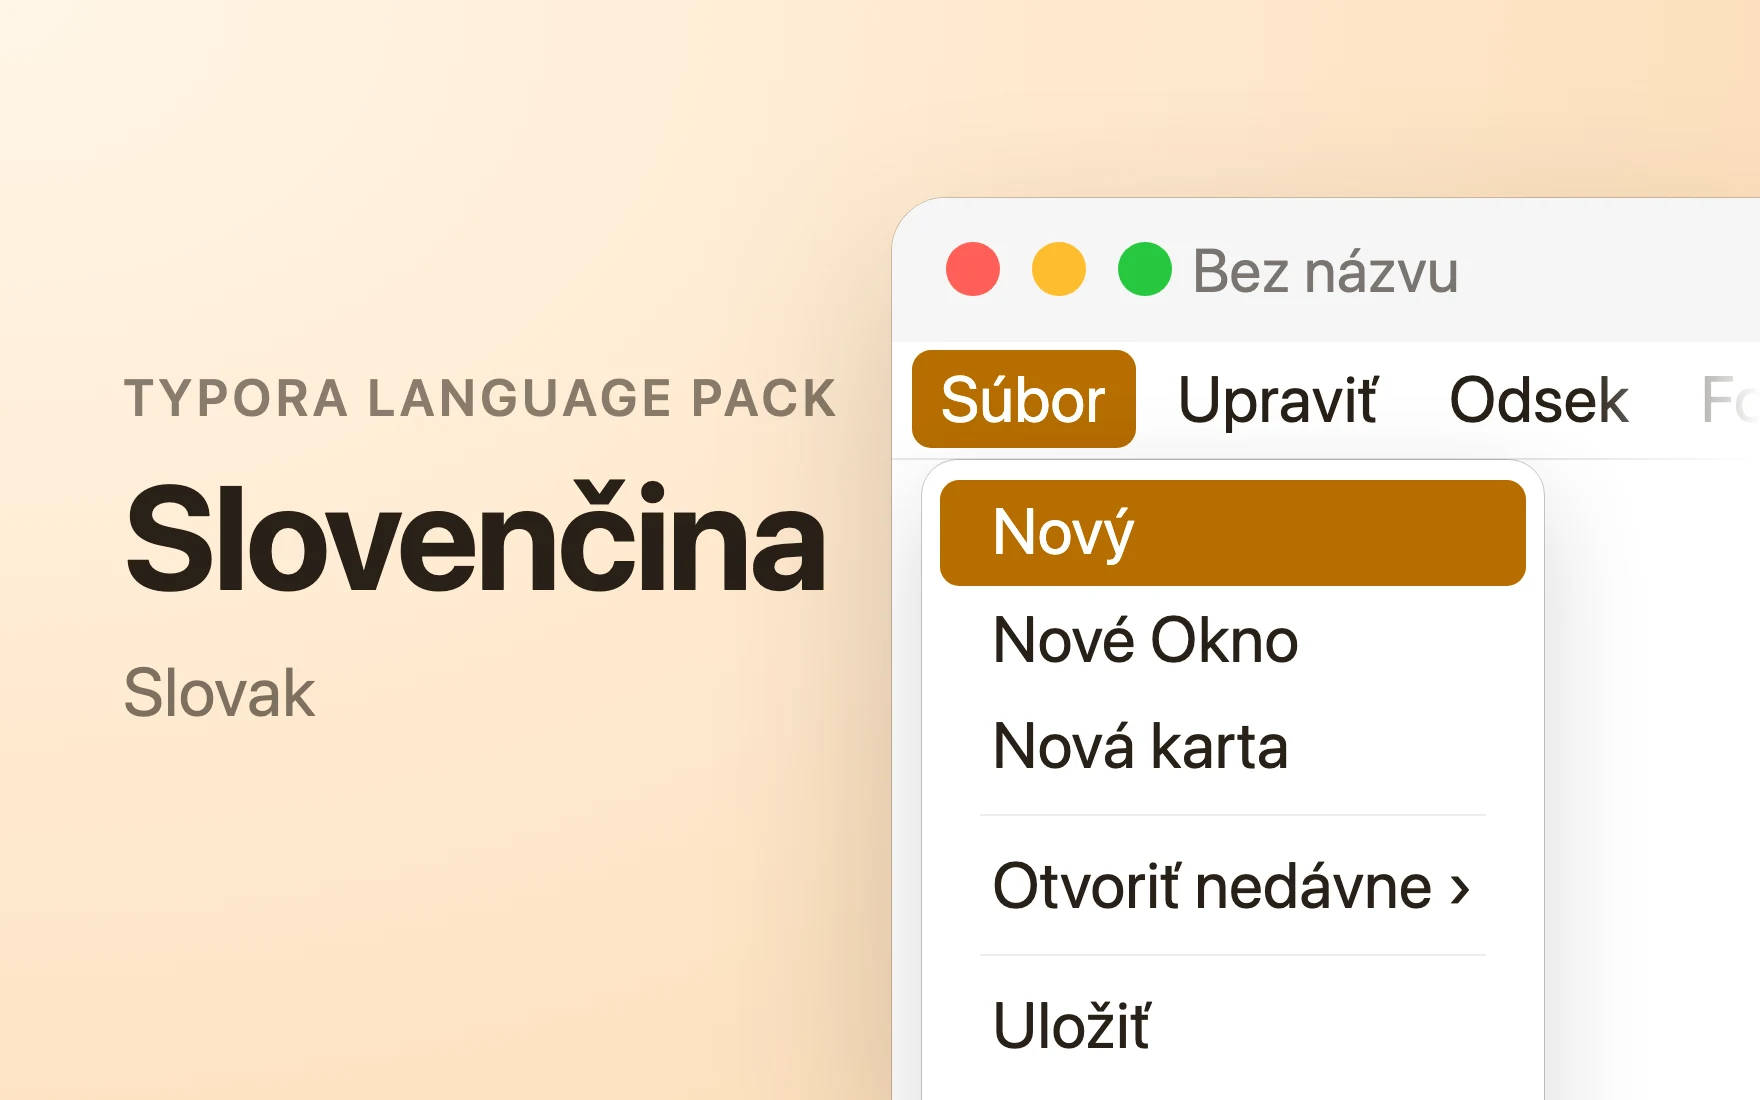 TYPORA LANGUAGE PACK
Slovenčina
Slovak
Bez názvu
Súbor Upraviť Odsek
Nový
Nové Okno
Nová karta
Otvoriť nedávne ›
Uložiť